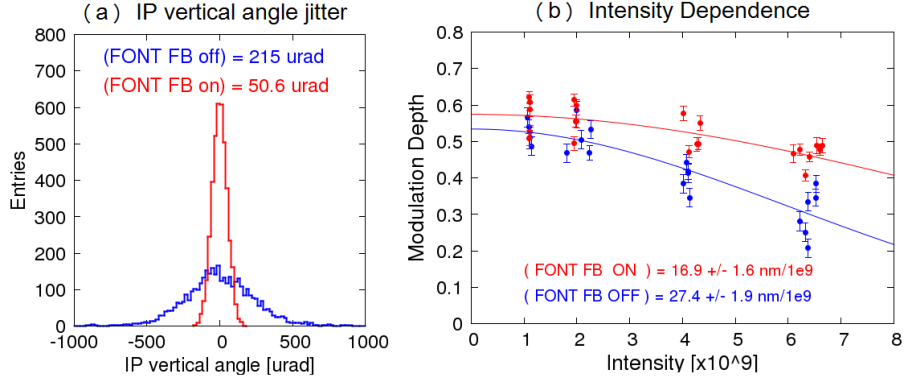 ( a ) IP vertical angle jitter
(FONT FB off) = 215 urad
(FONT FB on) = 50.6 urad
800
700
600
500
400
300
200
100
0
Entries
-1000 -500 0 500 1000
IP vertical angle [urad]
( b ) Intensity Dependence
0.8
0.7
0.6
0.5
0.4
0.3
0.2
0.1
0
Modulation Depth
( FONT FB ON ) = 16.9 +/- 1.6 nm/1e9
( FONT FB OFF ) = 27.4 +/- 1.9 nm/1e9
0 1 2 3 4 5 6 7 8
Intensity [x10^9]